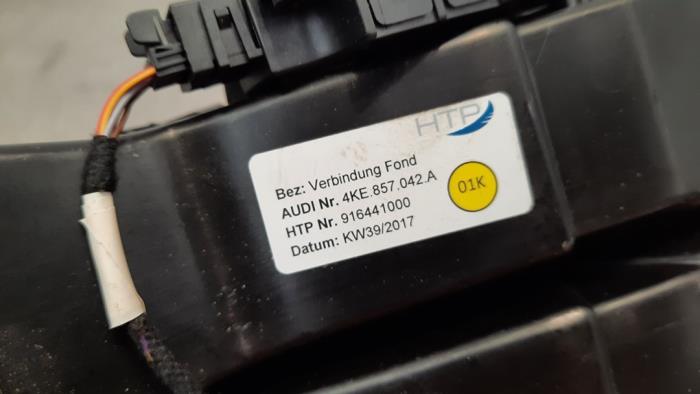 HTP
Bez: Verbindung Fond
AUDI Nr. 4KE.857.042.A
HTP Nr. 916441000
Datum: KW39/2017
01K